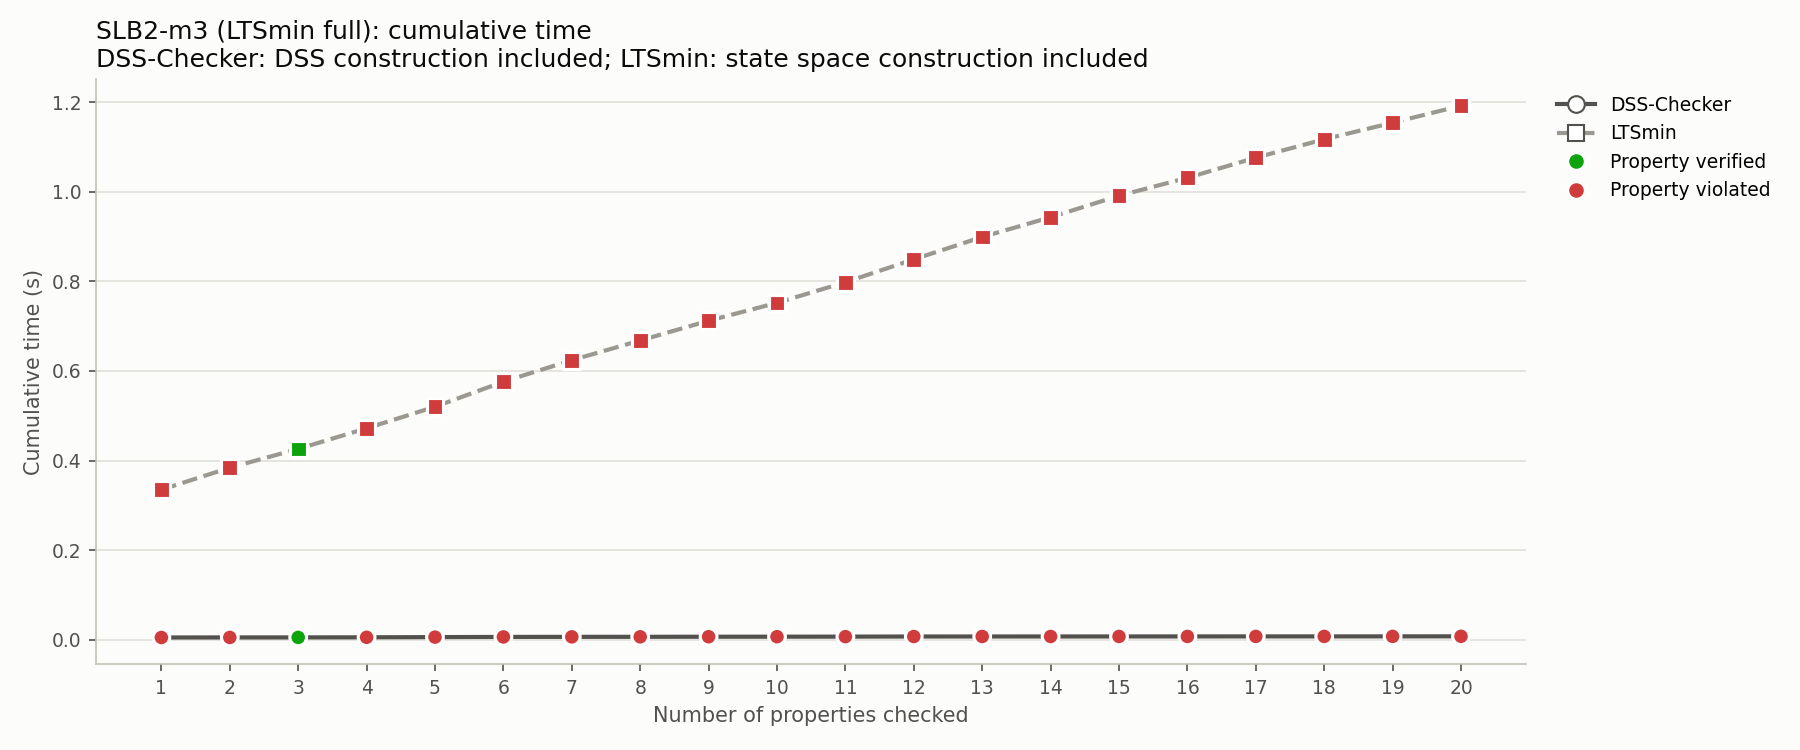 SLB2-m3 (LTSmin full): cumulative time
DSS-Checker: DSS construction included; LTSmin: state space construction included
DSS-Checker
LTSmin
Property verified
Property violated
Cumulative time (s)
1.2
1.0
0.8
0.6
0.4
0.2
0.0
1 2 3 4 5 6 7 8 9 10 11 12 13 14 15 16 17 18 19 20
Number of properties checked